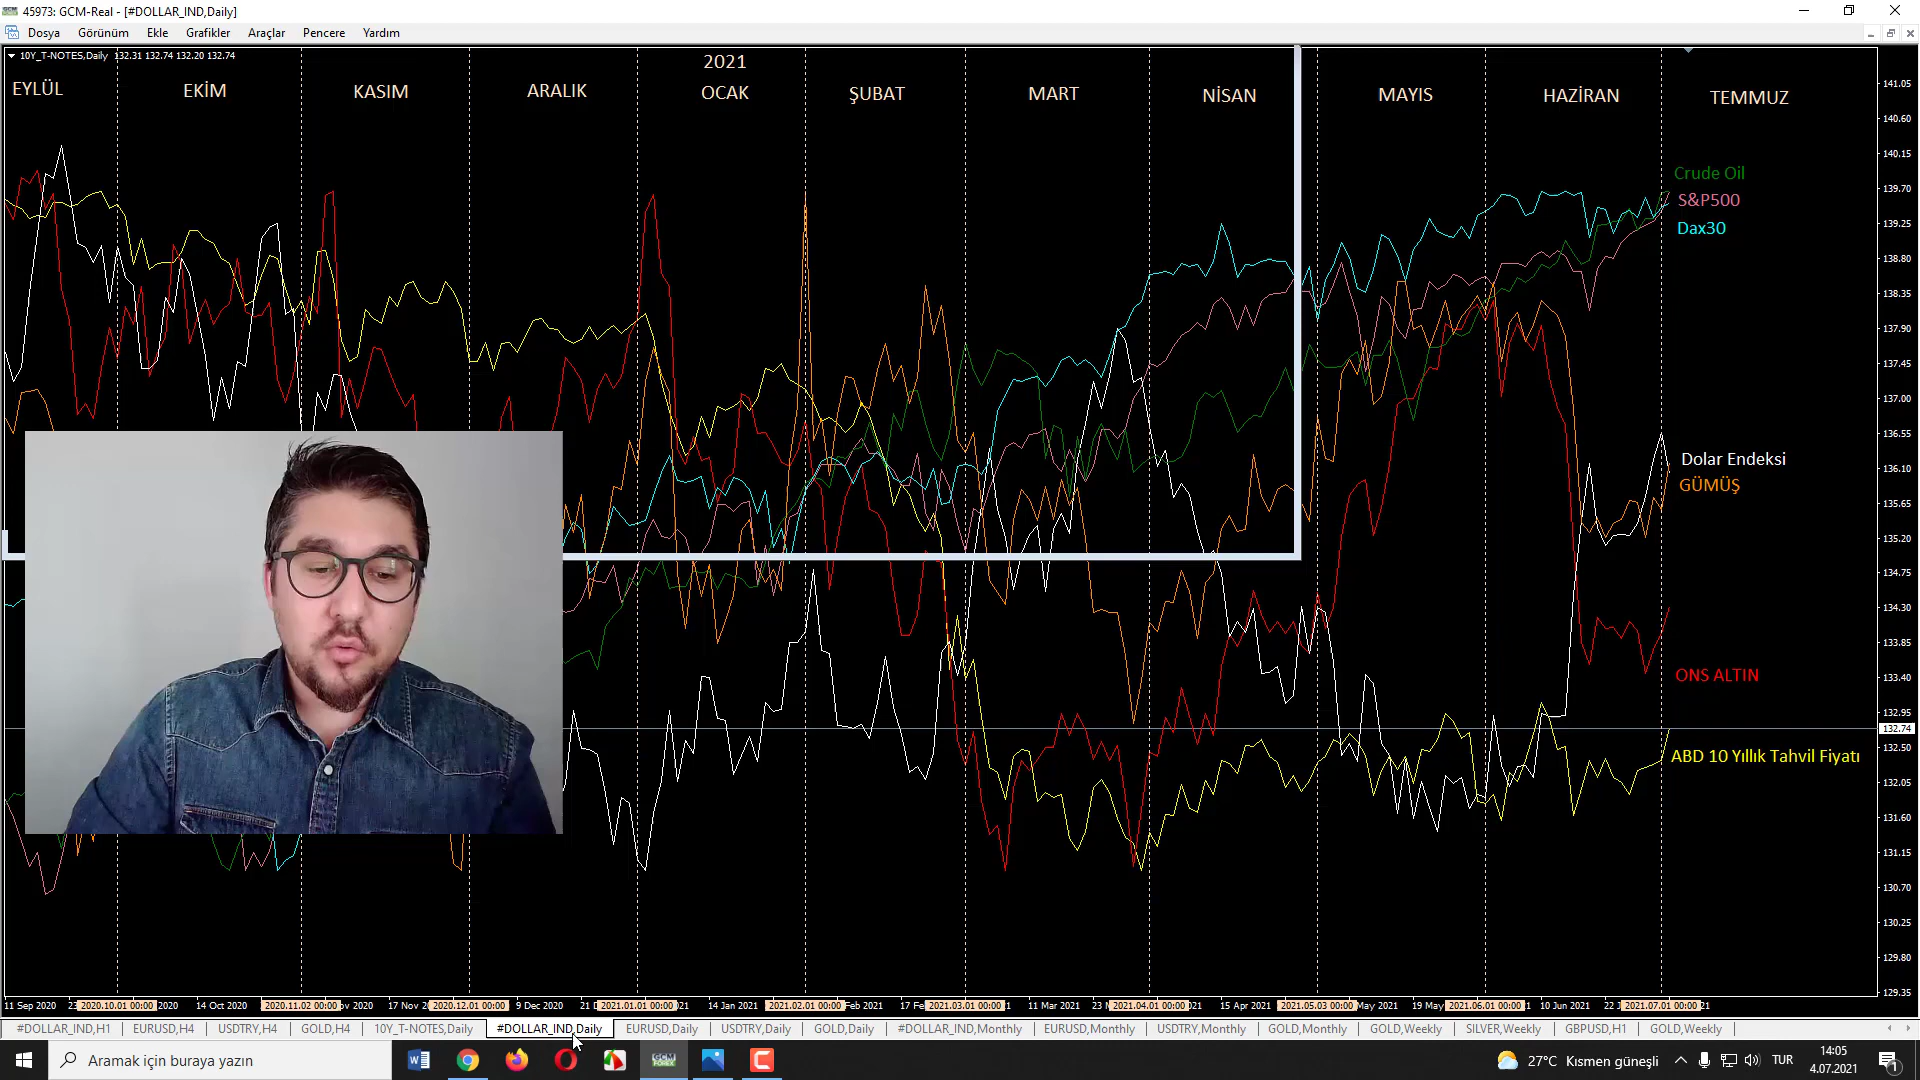 45973: GCM-Real - [#DOLLAR_IND,Daily]
Dosya Görünüm Ekle Grafikler Araçlar Pencere Yardım
10Y_T-NOTES,Daily 132.31 132.74 132.20 132.74
2021
EYLÜL EKİM KASIM ARALIK OCAK ŞUBAT MART NİSAN MAYIS HAZİRAN TEMMUZ
Crude Oil
S&P500
Dax30
Dolar Endeksi
GÜMÜŞ
ONS ALTIN
ABD 10 Yıllık Tahvil Fiyatı
141.05
140.60
140.15
139.70
139.25
138.80
138.35
137.90
137.45
137.00
136.55
136.10
135.65
135.20
134.75
134.30
133.85
133.40
132.95
132.74
132.50
132.05
131.60
131.15
130.70
130.25
129.80
129.35
11 Sep 2020 2020.10.01 00:00 2020 14 Oct 2020 2020.11.02 00:00 2020 17 Nov 2020.12.01 00:00 2020 9 Dec 2020 2021.01.01 00:00 14 Jan 2021 2021.02.01 00:00 Feb 2021 2021.03.01 00:00 11 Mar 2021 2021.04.01 00:00 15 Apr 2021 2021.05.03 00:00 May 2021 19 May 2021.06.01 00:00 10 Jun 2021 2021.07.01 00:00
#DOLLAR_IND,H1 EURUSD,H4 USDTRY,H4 GOLD,H4 10Y_T-NOTES,Daily #DOLLAR_IND,Daily EURUSD,Daily USDTRY,Daily GOLD,Daily #DOLLAR_IND,Monthly EURUSD,Monthly USDTRY,Monthly GOLD,Monthly GOLD,Weekly SILVER,Weekly GBPUSD,H1 GOLD,Weekly
Aramak için buraya yazın
GCM
27°C Kısmen güneşli
TUR
14:05
4.07.2021
1